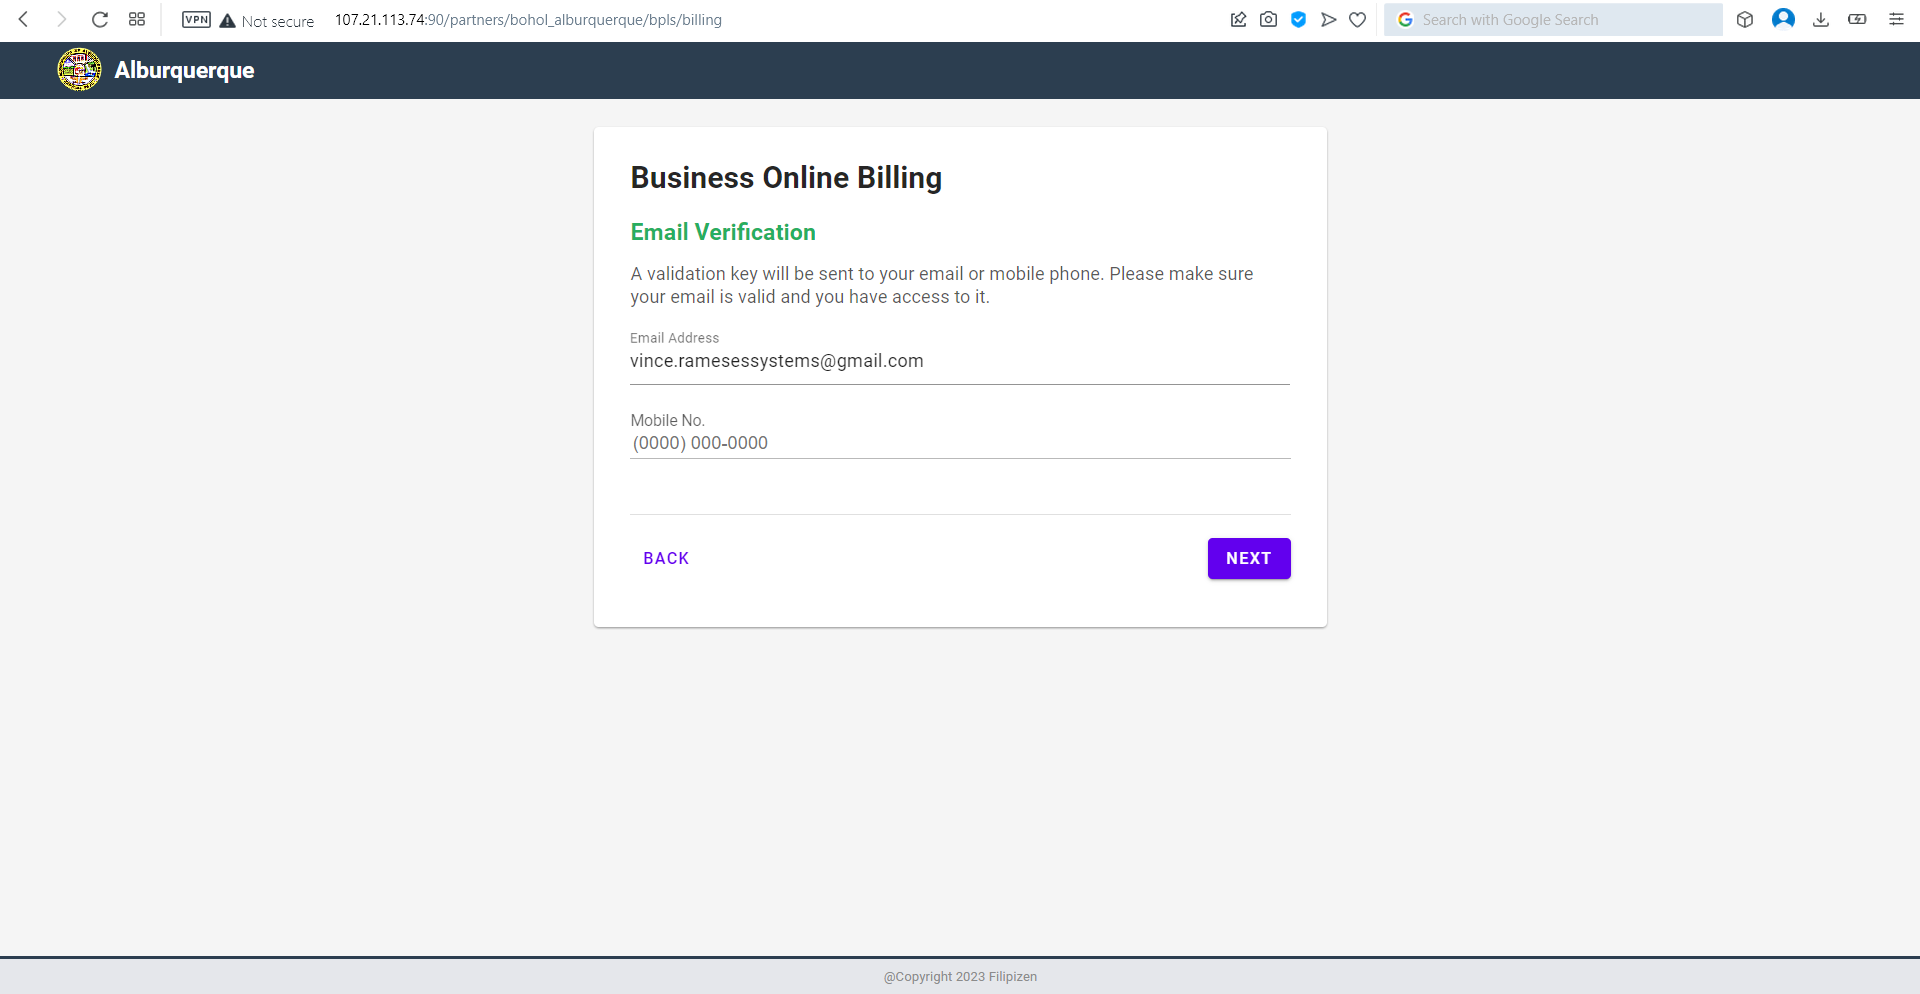 VPN Not secure 107.21.113.74:90/partners/bohol_alburquerque/bpls/billing Search with Google Search
Alburquerque
Business Online Billing
Email Verification
A validation key will be sent to your email or mobile phone. Please make sure
your email is valid and you have access to it.
Email Address
vince.ramesessystems@gmail.com
Mobile No.
(0000) 000-0000
BACK NEXT
@Copyright 2023 Filipizen